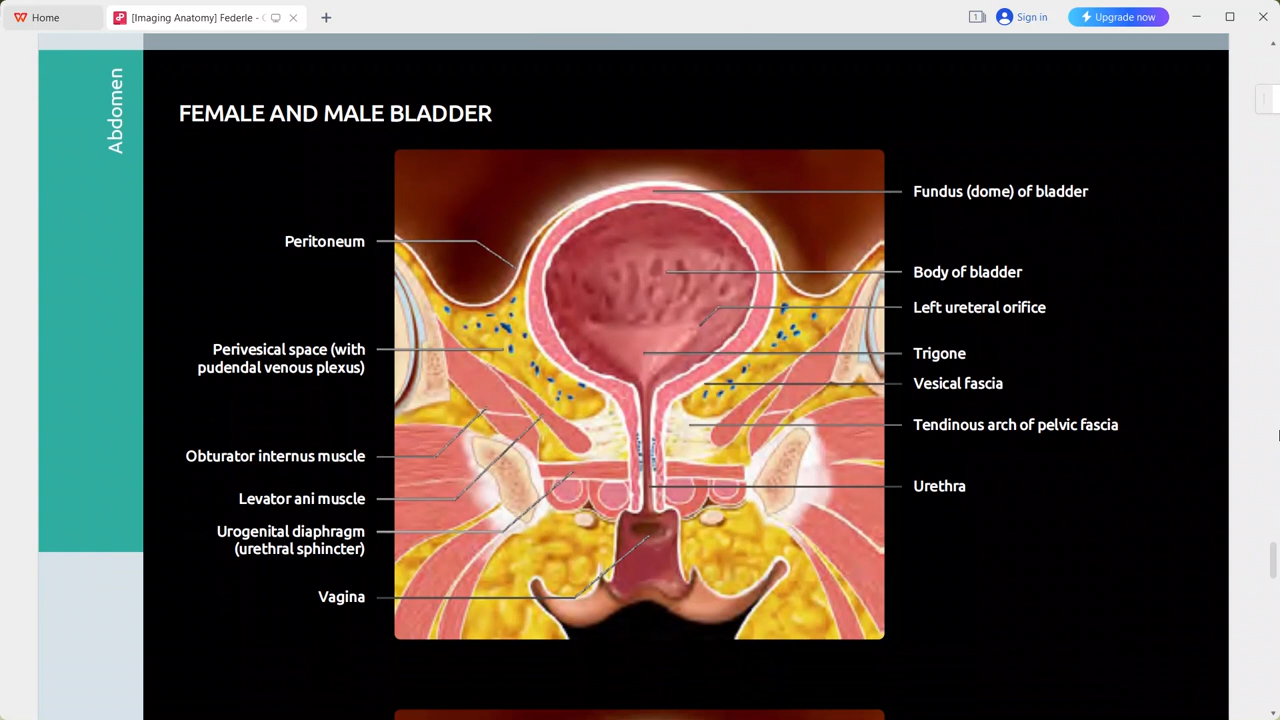 Home
[Imaging Anatomy] Federle -
1
Sign in
Upgrade now
Abdomen
FEMALE AND MALE BLADDER
Fundus (dome) of bladder
Peritoneum
Body of bladder
Left ureteral orifice
Perivesical space (with
pudendal venous plexus)
Trigone
Vesical fascia
Tendinous arch of pelvic fascia
Obturator internus muscle
Urethra
Levator ani muscle
Urogenital diaphragm
(urethral sphincter)
Vagina